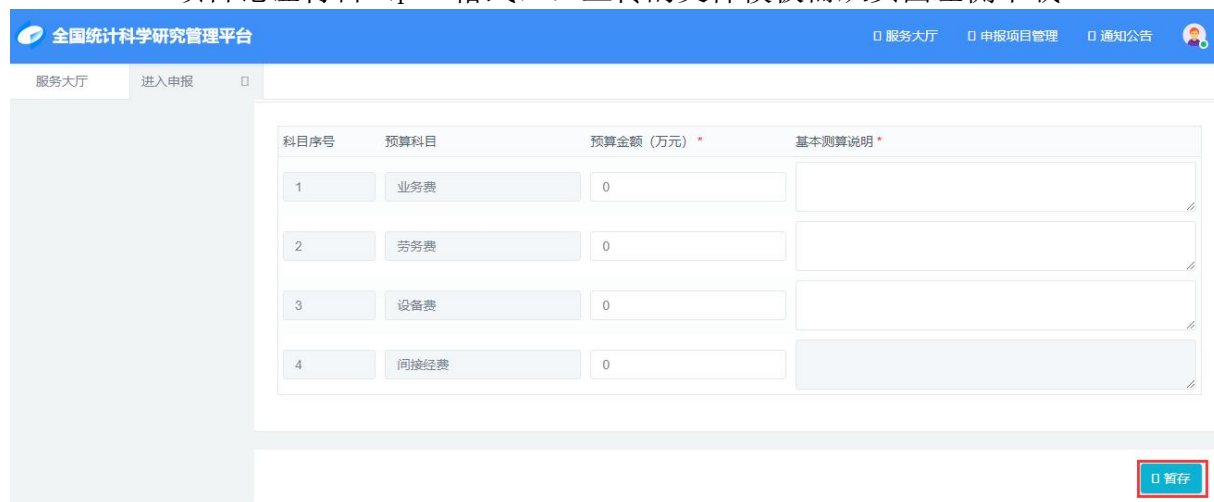 全国统计科学研究管理平台
服务大厅
申报项目管理
通知公告
服务大厅
进入申报
科目序号 预算科目 预算金额（万元）* 基本测算说明*
1 业务费 0
2 劳务费 0
3 设备费 0
4 间接经费 0
暂存